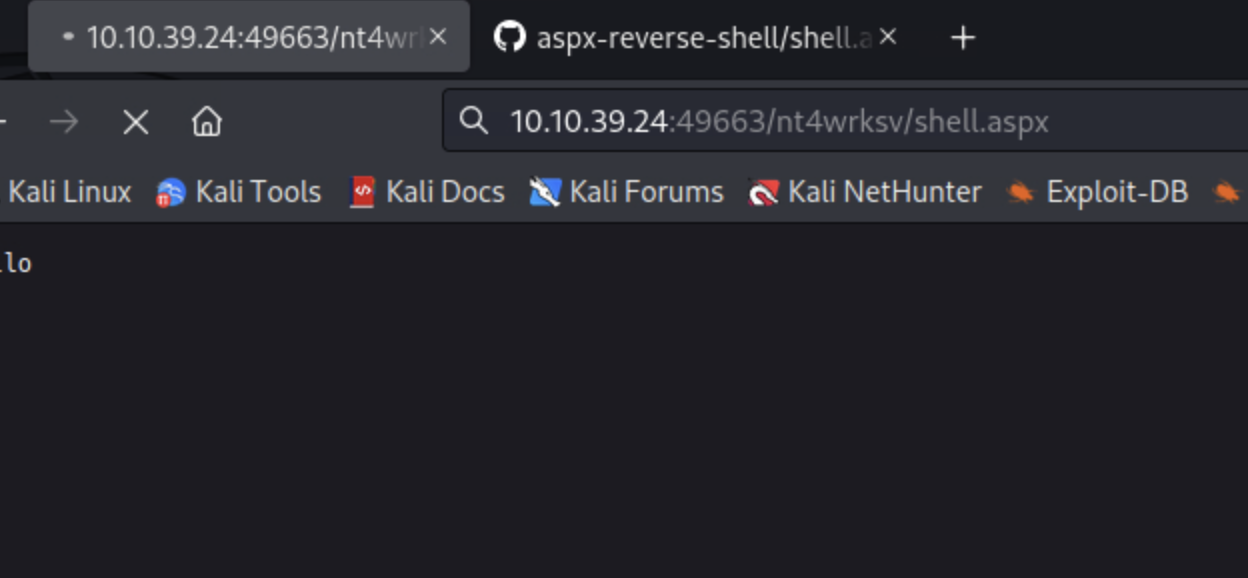 10.10.39.24:49663/nt4wr aspx-reverse-shell/shell.a
10.10.39.24:49663/nt4wrksv/shell.aspx
Kali Linux Kali Tools Kali Docs Kali Forums Kali NetHunter Exploit-DB
lo